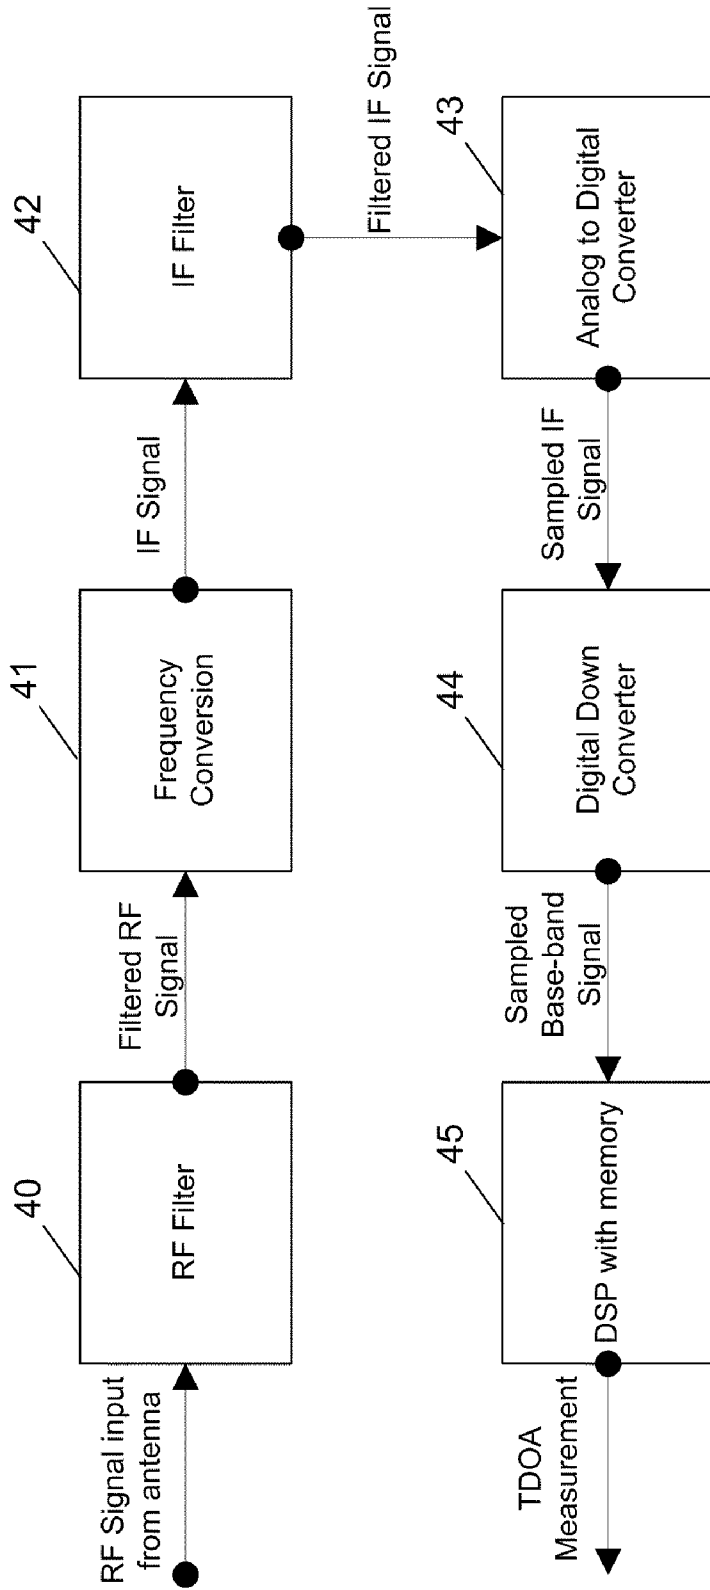 RF Signal input
from antenna
40
RF Filter
Filtered RF
Signal
41
Frequency
Conversion
IF Signal
42
IF Filter
Filtered IF Signal
43
Analog to Digital
Converter
Sampled IF
Signal
44
Digital Down
Converter
Sampled
Base-band
Signal
45
DSP with memory
TDOA
Measurement